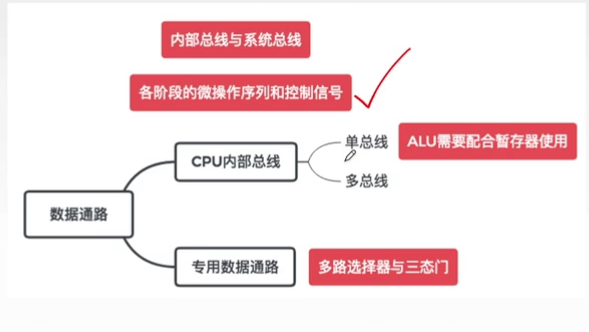 内部总线与系统总线
各阶段的微操作序列和控制信号
单总线
ALU需要配合暂存器使用
CPU内部总线
多总线
数据通路
专用数据通路
多路选择器与三态门